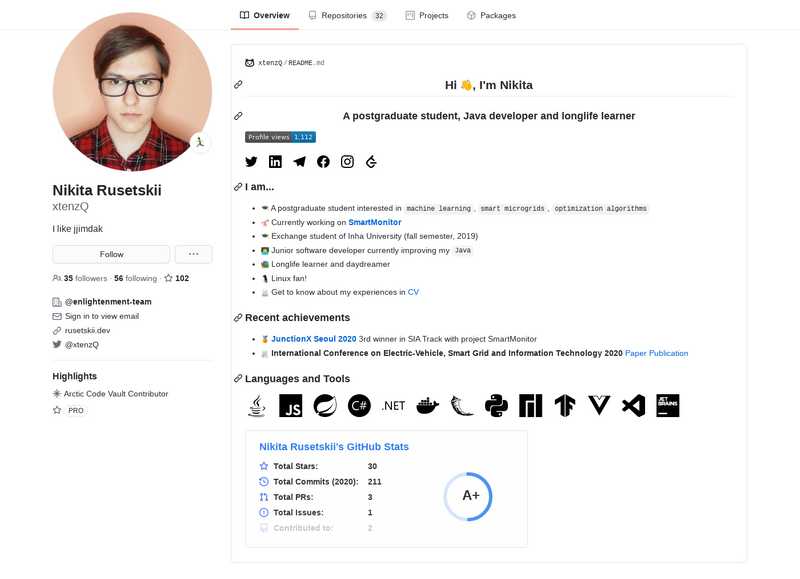 Overview Repositories 32 Projects Packages
xtenzQ/README.md
Hi 👋, I'm Nikita
A postgraduate student, Java developer and longlife learner
Profile views 1,112
Nikita Rusetskii
xtenzQ
I like jjimdak
Follow ...
35 followers · 56 following · 102
@enlightenment-team
Sign in to view email
rusetskii.dev
@xtenzQ
Highlights
Arctic Code Vault Contributor
PRO
I am...
A postgraduate student interested in machine learning, smart microgrids, optimization algorithms
Currently working on SmartMonitor
Exchange student of Inha University (fall semester, 2019)
Junior software developer currently improving my Java
Longlife learner and daydreamer
Linux fan!
Get to know about my experiences in CV
Recent achievements
JunctionX Seoul 2020 3rd winner in SIA Track with project SmartMonitor
International Conference on Electric-Vehicle, Smart Grid and Information Technology 2020 Paper Publication
Languages and Tools
JS C# .NET JET BRAINS
Nikita Rusetskii's GitHub Stats
Total Stars: 30
Total Commits (2020): 211
Total PRs: 3
Total Issues: 1
Contributed to: 2
A+